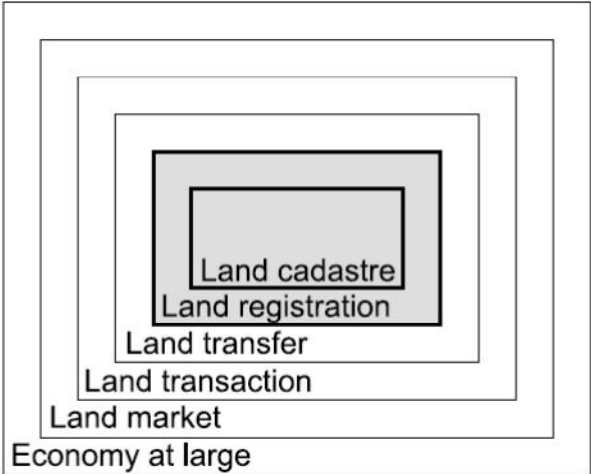 Land cadastre
Land registration
Land transfer
Land transaction
Land market
Economy at large